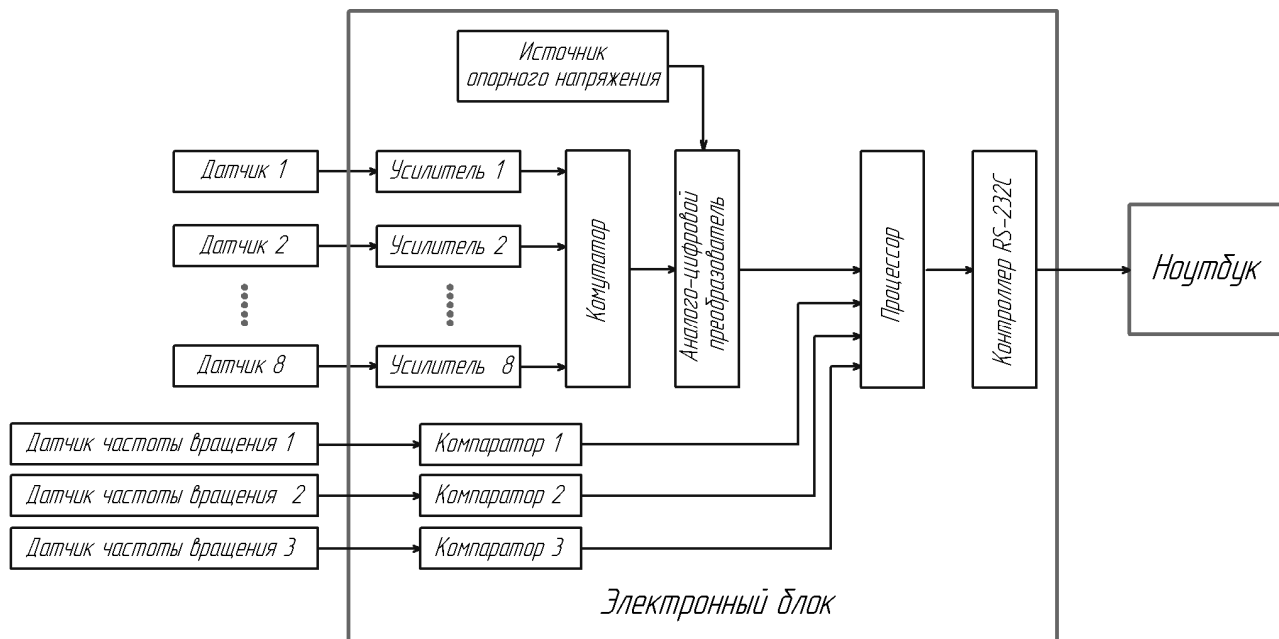 Источник
опорного напряжения
Датчик 1
Усилитель 1
Датчик 2
Усилитель 2
Датчик 8
Усилитель 8
Комутатор
Аналого-цифровой
преобразователь
Процессор
Контроллер RS-232C
Ноутбук
Датчик частоты вращения 1
Компаратор 1
Датчик частоты вращения 2
Компаратор 2
Датчик частоты вращения 3
Компаратор 3
Электронный блок